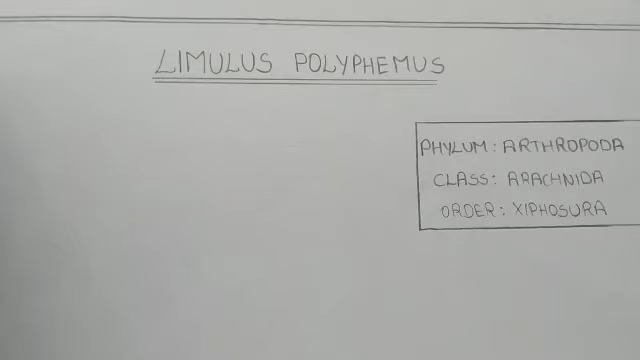 LIMULUS POLYPHEMUS
PHYLUM: ARTHROPODA
CLASS: ARACHNIDA
ORDER: XIPHOSURA